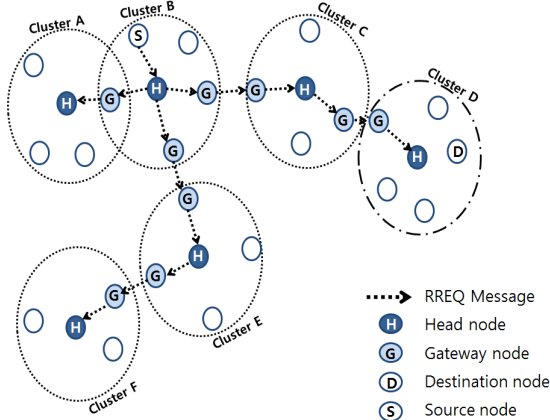 Cluster A
Cluster B
Cluster C
Cluster D
S
H
G
H
G
G
H
G
G
H
D
G
G
H
G
G
H
Cluster E
Cluster F
RREQ Message
H Head node
G Gateway node
D Destination node
S Source node